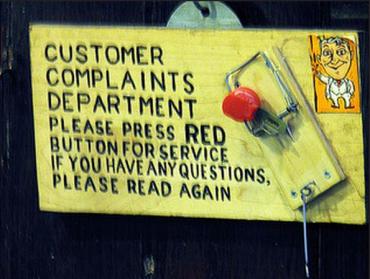 CUSTOMER
COMPLAINTS
DEPARTMENT
PLEASE PRESS RED
BUTTON FOR SERVICE
IF YOU HAVE ANY QUESTIONS,
PLEASE READ AGAIN